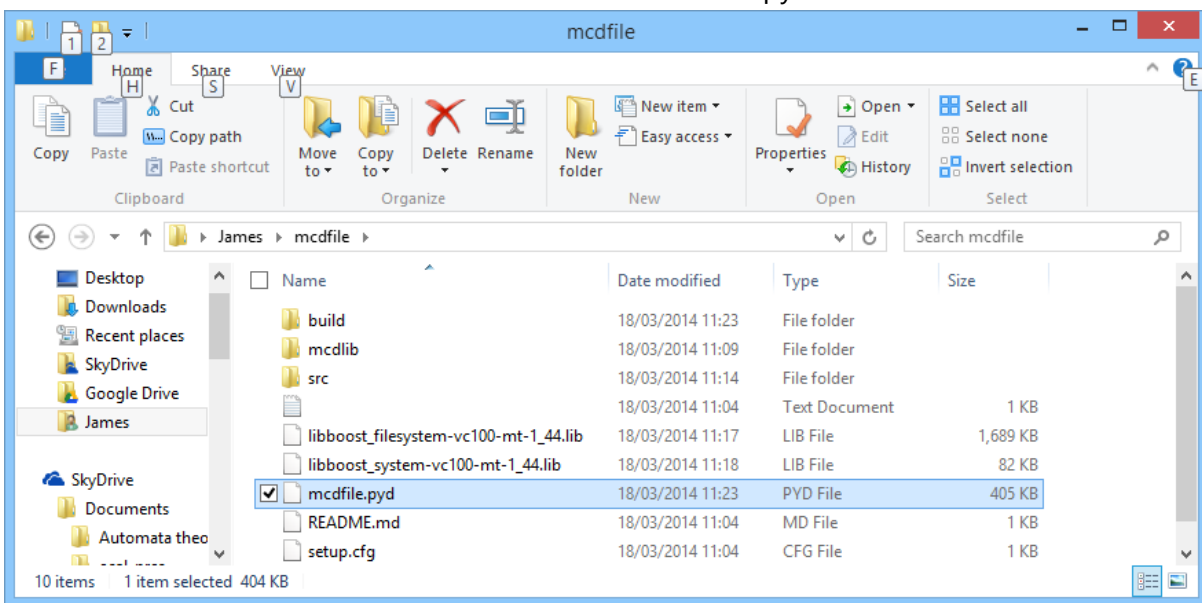 py
mcdfile
1 2
F Home Share View
H S V E
Cut
Copy path
Paste shortcut
Copy Paste
Clipboard
Move to Copy to Delete Rename
Organize
New folder
New item
Easy access
New
Properties
Open
Edit
History
Open
Select all
Select none
Invert selection
Select
James mcdfile
Search mcdfile
Desktop
Downloads
Recent places
SkyDrive
Google Drive
James
SkyDrive
Documents
Automata theo
Name Date modified Type Size
build 18/03/2014 11:23 File folder
mcdlib 18/03/2014 11:09 File folder
src 18/03/2014 11:14 File folder
18/03/2014 11:04 Text Document 1 KB
libboost_filesystem-vc100-mt-1_44.lib 18/03/2014 11:17 LIB File 1,689 KB
libboost_system-vc100-mt-1_44.lib 18/03/2014 11:18 LIB File 82 KB
mcdfile.pyd 18/03/2014 11:23 PYD File 405 KB
README.md 18/03/2014 11:04 MD File 1 KB
setup.cfg 18/03/2014 11:04 CFG File 1 KB
10 items 1 item selected 404 KB